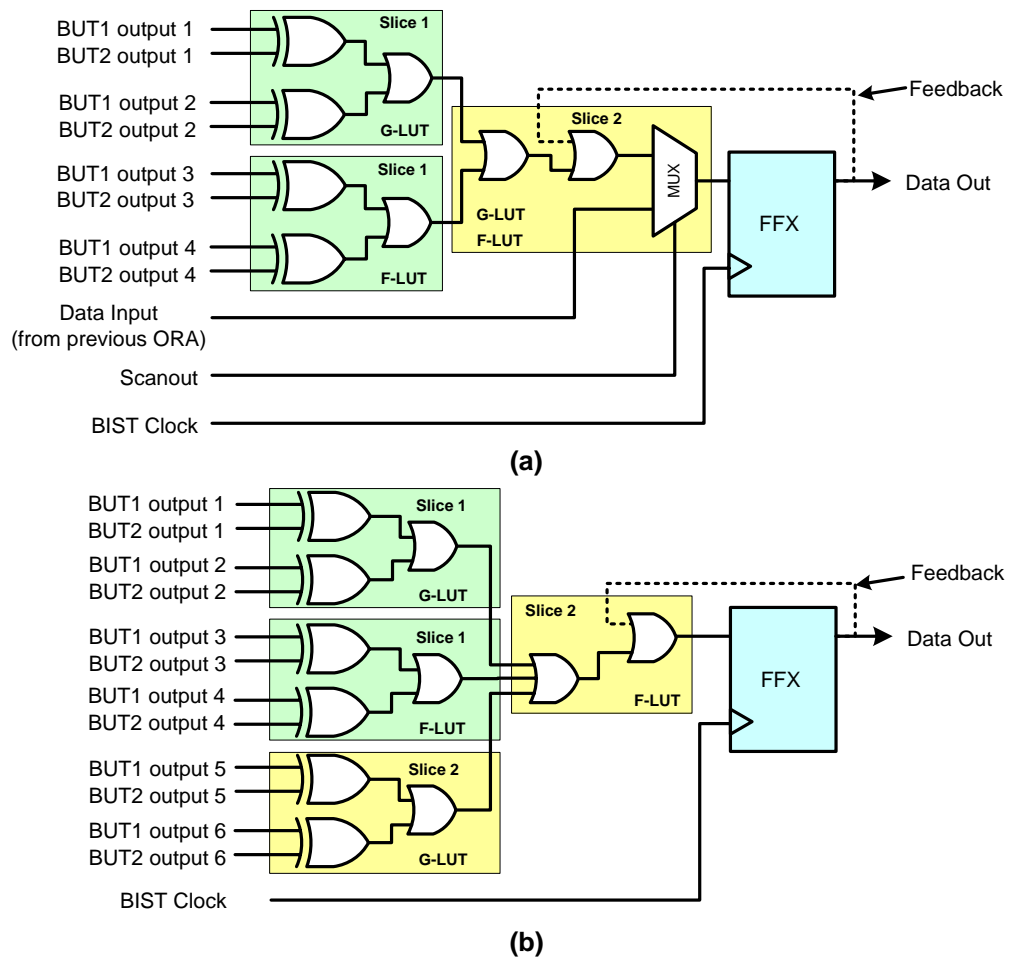 BUT1 output 1
BUT2 output 1
BUT1 output 2
BUT2 output 2
Slice 1
G-LUT
BUT1 output 3
BUT2 output 3
BUT1 output 4
BUT2 output 4
Slice 1
F-LUT
Slice 2
G-LUT
F-LUT
MUX
Feedback
FFX
Data Out
Data Input
(from previous ORA)
Scanout
BIST Clock
(a)
BUT1 output 1
BUT2 output 1
BUT1 output 2
BUT2 output 2
Slice 1
G-LUT
BUT1 output 3
BUT2 output 3
BUT1 output 4
BUT2 output 4
Slice 1
F-LUT
BUT1 output 5
BUT2 output 5
BUT1 output 6
BUT2 output 6
Slice 2
G-LUT
Slice 2
F-LUT
Feedback
FFX
Data Out
BIST Clock
(b)